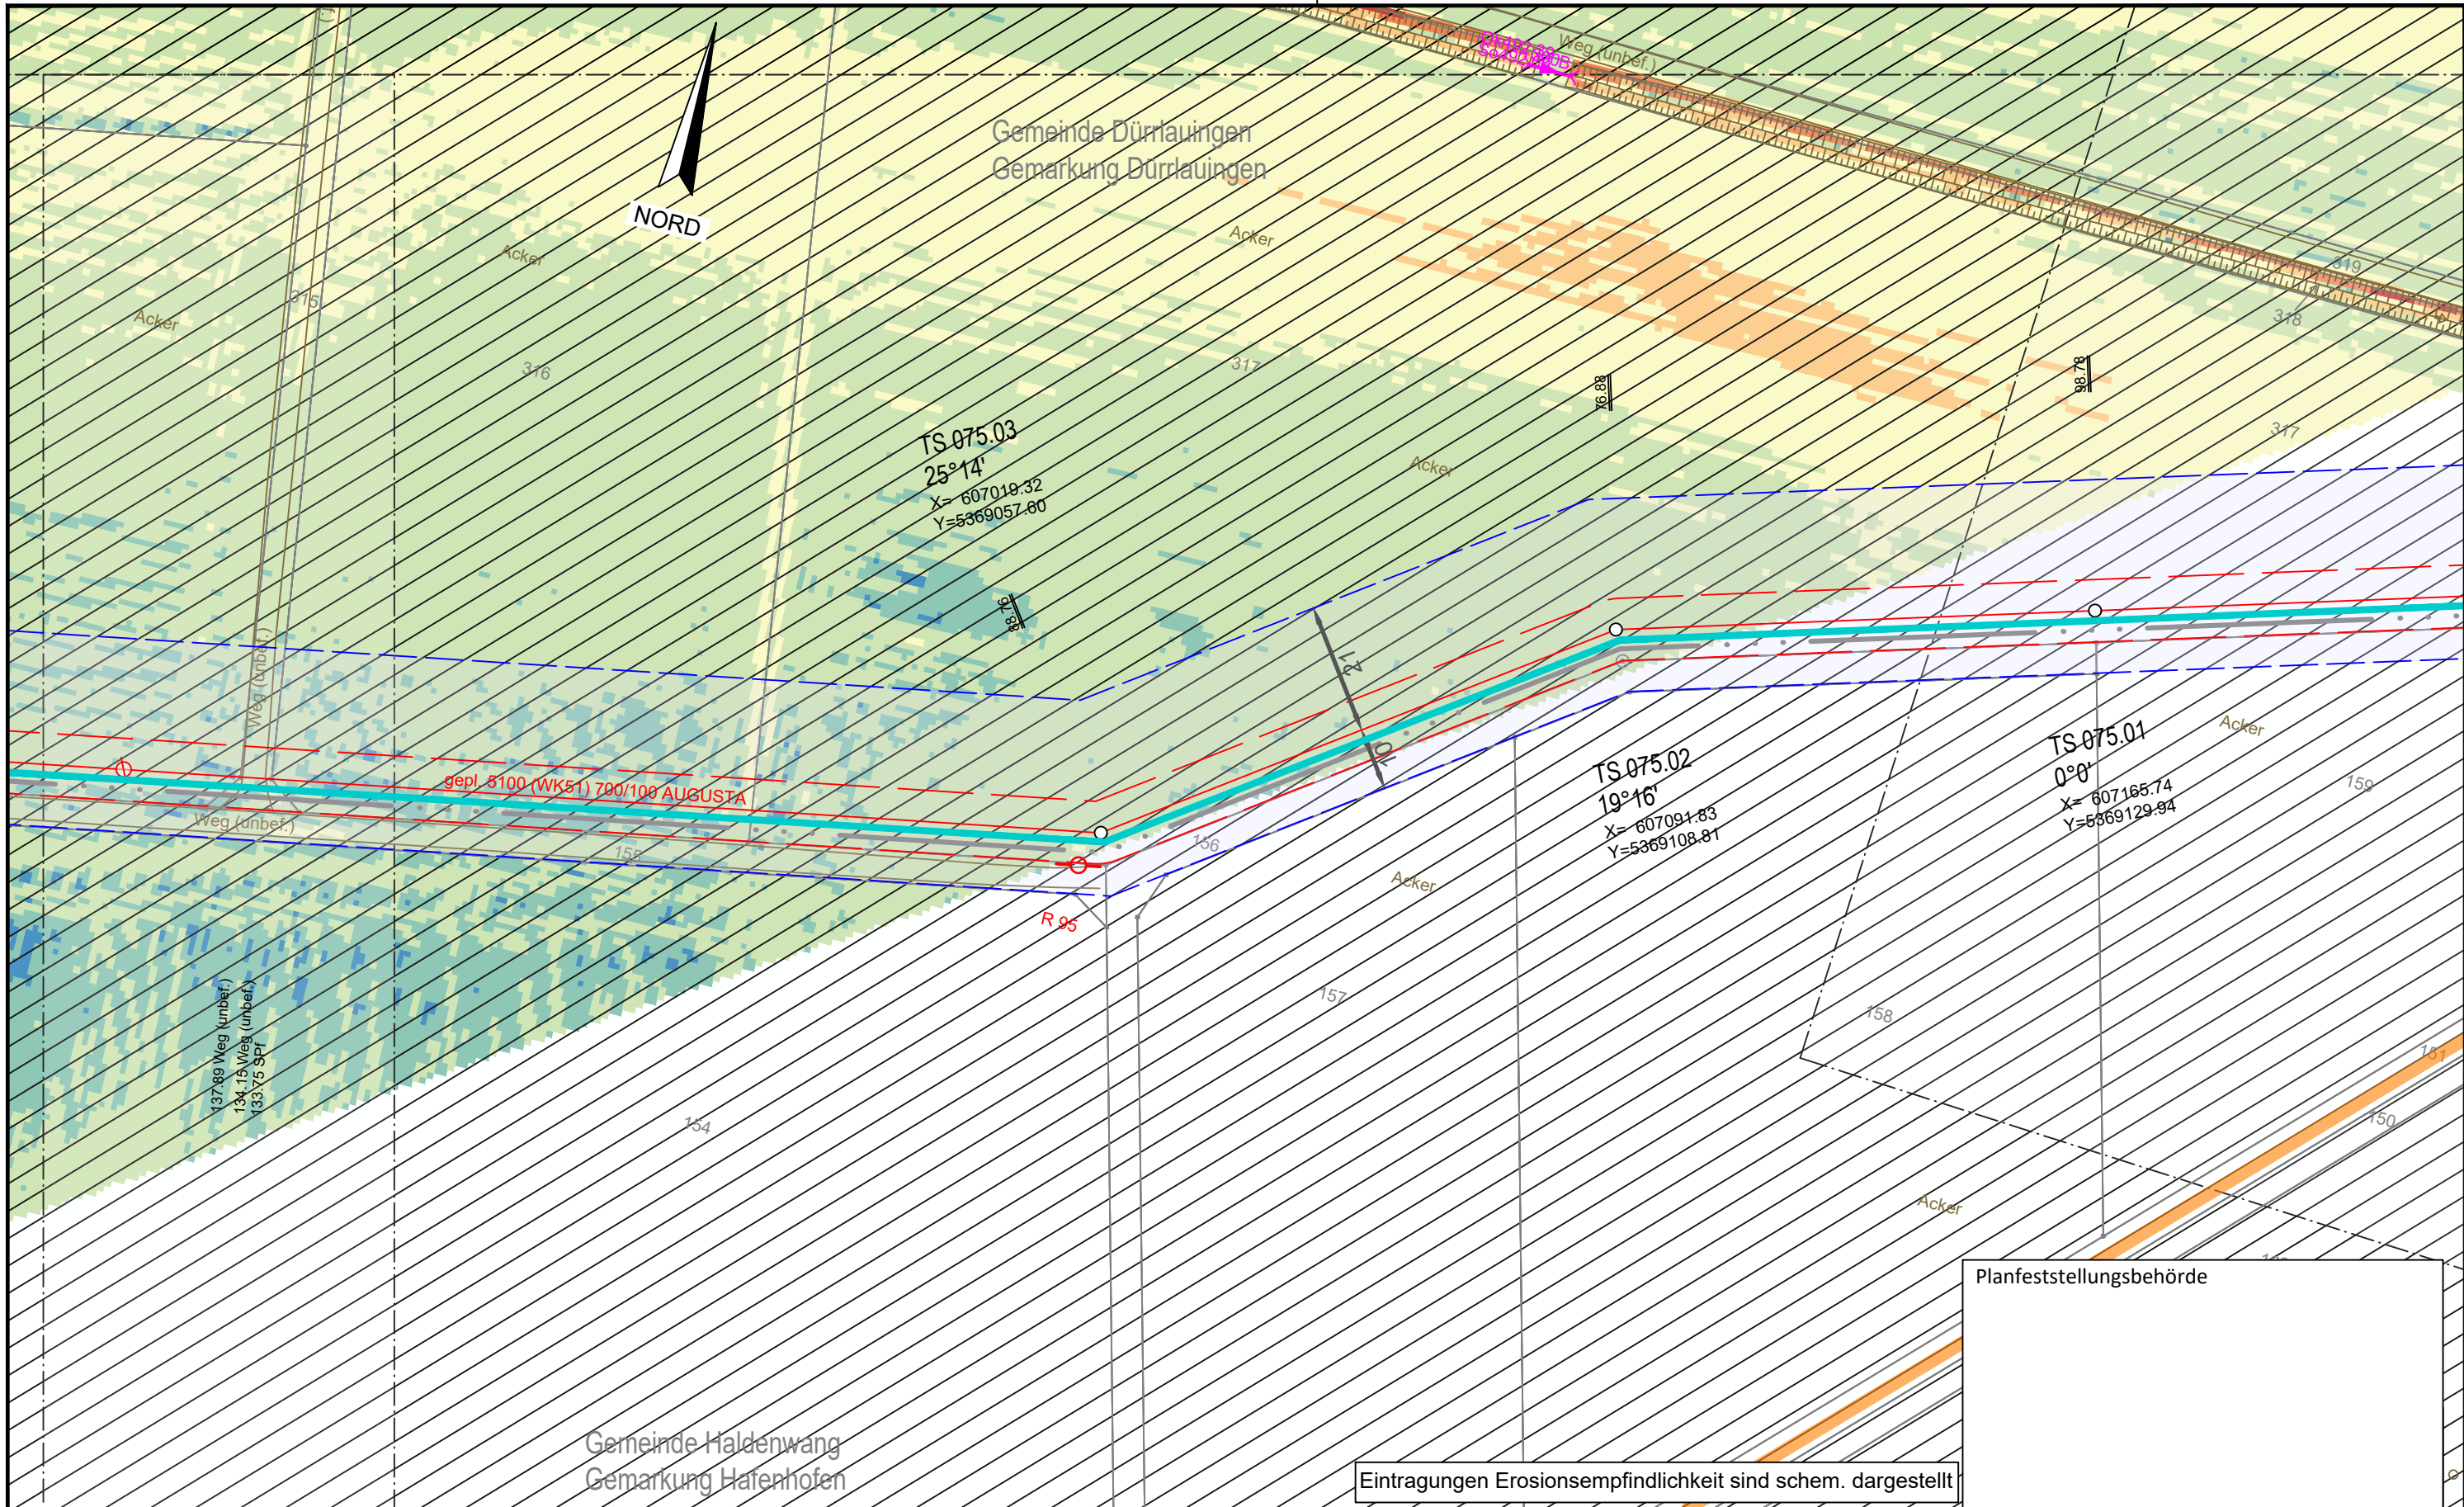 Weg (unbef.)
Gemeinde Dürrlauingen
Gemarkung Dürrlauingen
NORD
Acker
Acker
Acker
315
316
317
319
318
76.88
98.78
317
TS 075.03
25°14'
X= 607019.32
Y=5369057.60
Acker
88.76
Weg (unbef.)
21
10
gepl. 5100 (WK51) 700/100 AUGUSTA
Weg (unbef.)
155
156
R 95
Acker
TS 075.02
19°16'
X= 607091.83
Y=5369108.81
TS 075.01
0°0'
X= 607165.74
Y=5369129.94
Acker
159
157
158
151
150
154
137.89 Weg (unbef.)
134.15 Weg (unbef.)
133.75 SPf
Acker
Planfeststellungsbehörde
Gemeinde Haldenwang
Gemarkung Hafenhofen
Eintragungen Erosionsempfindlichkeit sind schem. dargestellt